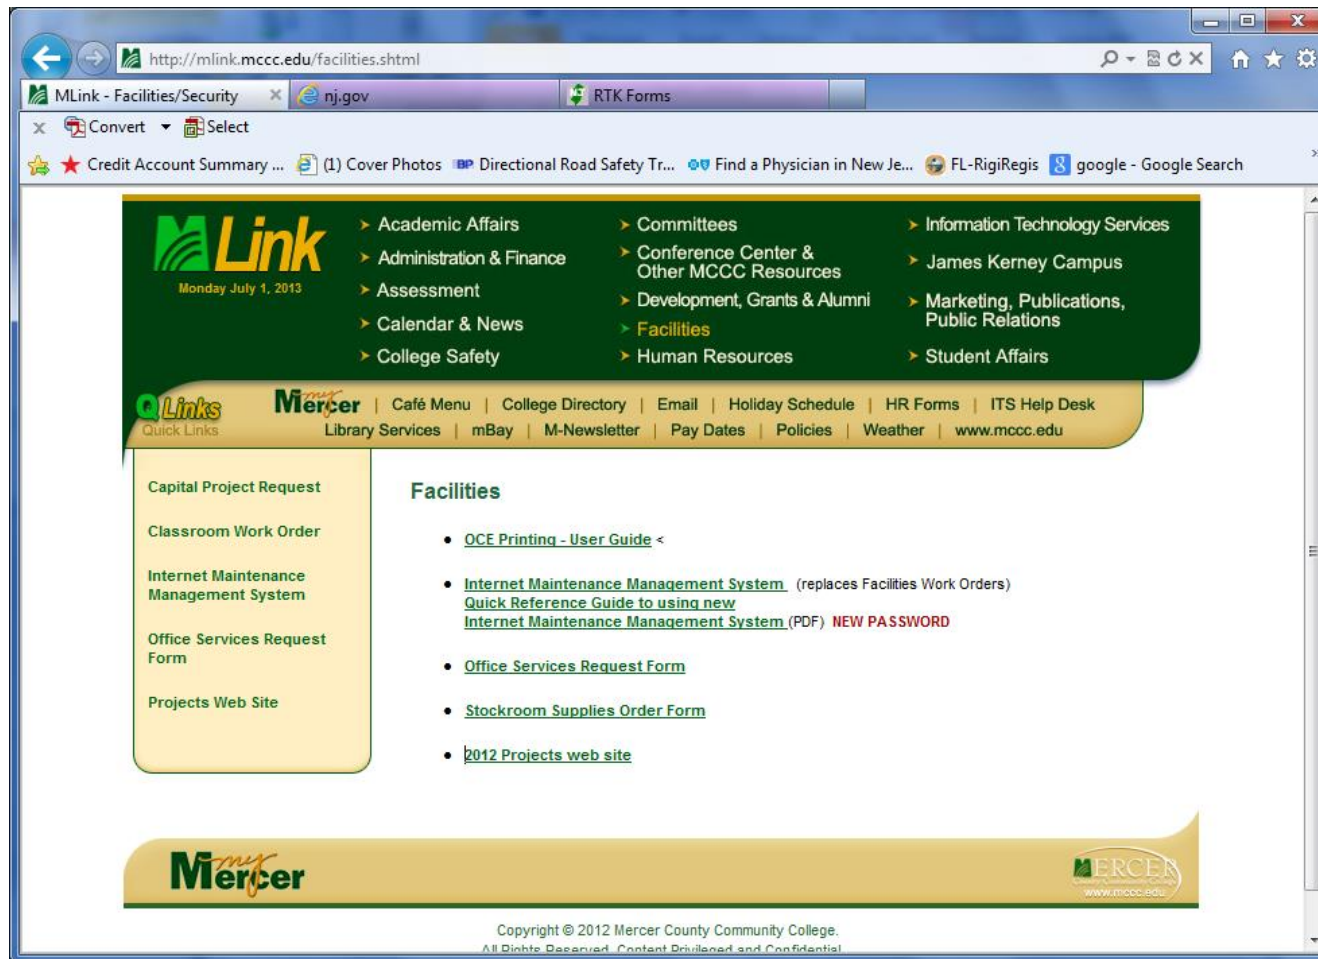 http://mlink.mccc.edu/facilities.shtml
MLink - Facilities/Security
nj.gov
RTK Forms
Convert
Select
Credit Account Summary ...
(1) Cover Photos
BP Directional Road Safety Tr...
Find a Physician in New Je...
FL-RigiRegis
8 google - Google Search
MLink
Monday July 1, 2013
Academic Affairs
Administration & Finance
Assessment
Calendar & News
College Safety
Committees
Conference Center &
Other MCCC Resources
Development, Grants & Alumni
Facilities
Human Resources
Information Technology Services
James Kerney Campus
Marketing, Publications,
Public Relations
Student Affairs
QLinks
Quick Links
my Mercer | Café Menu | College Directory | Email | Holiday Schedule | HR Forms | ITS Help Desk
Library Services | mBay | M-Newsletter | Pay Dates | Policies | Weather | www.mccc.edu
Capital Project Request
Classroom Work Order
Internet Maintenance
Management System
Office Services Request
Form
Projects Web Site
Facilities
OCE Printing - User Guide <
Internet Maintenance Management System (replaces Facilities Work Orders)
Quick Reference Guide to using new
Internet Maintenance Management System (PDF) NEW PASSWORD
Office Services Request Form
Stockroom Supplies Order Form
2012 Projects web site
my Mercer
MERCER
www.mccc.edu
Copyright © 2012 Mercer County Community College.
All Rights Reserved. Content Privileged and Confidential